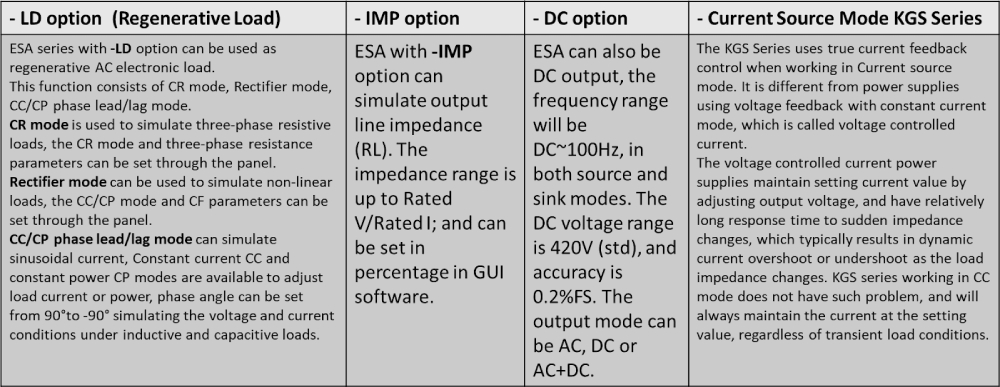 - LD option  (Regenerative Load)
ESA series with -LD option can be used as
regenerative AC electronic load.
This function consists of CR mode, Rectifier mode,
CC/CP phase lead/lag mode.
CR mode is used to simulate three-phase resistive
loads, the CR mode and three-phase resistance
parameters can be set through the panel.
Rectifier mode can be used to simulate non-linear
loads, the CC/CP mode and CF parameters can be
set through the panel.
CC/CP phase lead/lag mode can simulate
sinusoidal current, Constant current CC and
constant power CP modes are available to adjust
load current or power, phase angle can be set
from 90°to -90° simulating the voltage and current
conditions under inductive and capacitive loads.
- IMP option
ESA with -IMP
option can
simulate output
line impedance
(RL). The
impedance range is
up to Rated
V/Rated I; and can
be set in
percentage in GUI
software.
- DC option
ESA can also be
DC output, the
frequency range
will be
DC~100Hz, in
both source and
sink modes. The
DC voltage range
is 420V (std), and
accuracy is
0.2%FS. The
output mode can
be AC, DC or
AC+DC.
- Current Source Mode KGS Series
The KGS Series uses true current feedback
control when working in Current source
mode. It is different from power supplies
using voltage feedback with constant current
mode, which is called voltage controlled
current.
The voltage controlled current power
supplies maintain setting current value by
adjusting output voltage, and have relatively
long response time to sudden impedance
changes, which typically results in dynamic
current overshoot or undershoot as the load
impedance changes. KGS series working in CC
mode does not have such problem, and will
always maintain the current at the setting
value, regardless of transient load conditions.